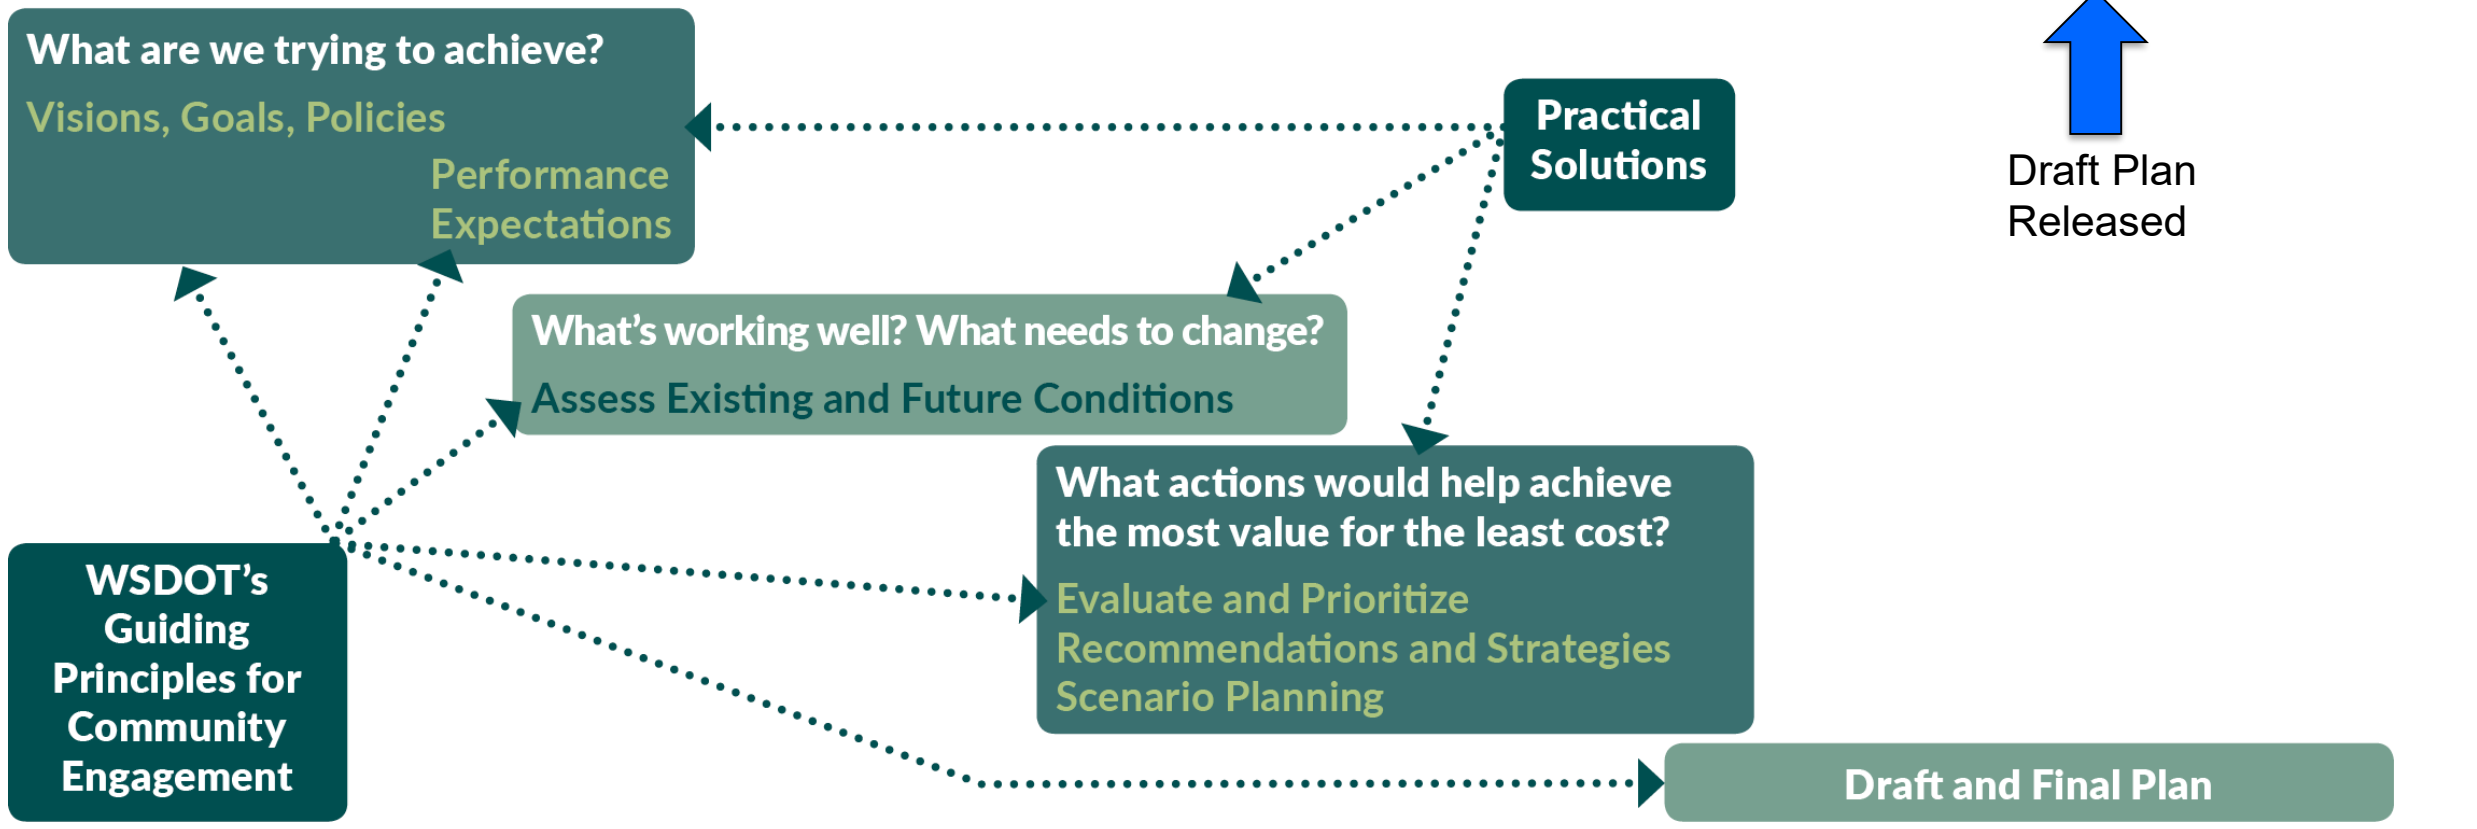 What are we trying to achieve?
Visions, Goals, Policies
Performance
Expectations
Practical
Solutions
Draft Plan
Released
What’s working well? What needs to change?
Assess Existing and Future Conditions
What actions would help achieve
the most value for the least cost?
Evaluate and Prioritize
Recommendations and Strategies
Scenario Planning
WSDOT’s
Guiding
Principles for
Community
Engagement
Draft and Final Plan